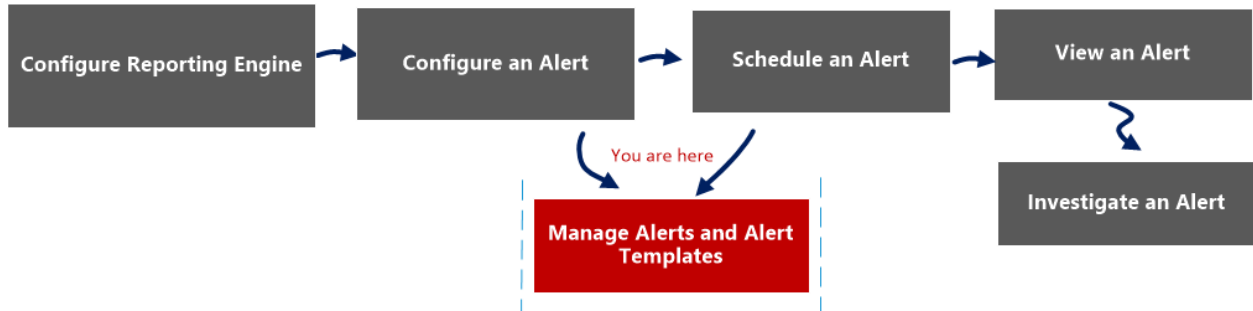 Configure Reporting Engine
Configure an Alert
Schedule an Alert
View an Alert
You are here
Manage Alerts and Alert
Templates
Investigate an Alert